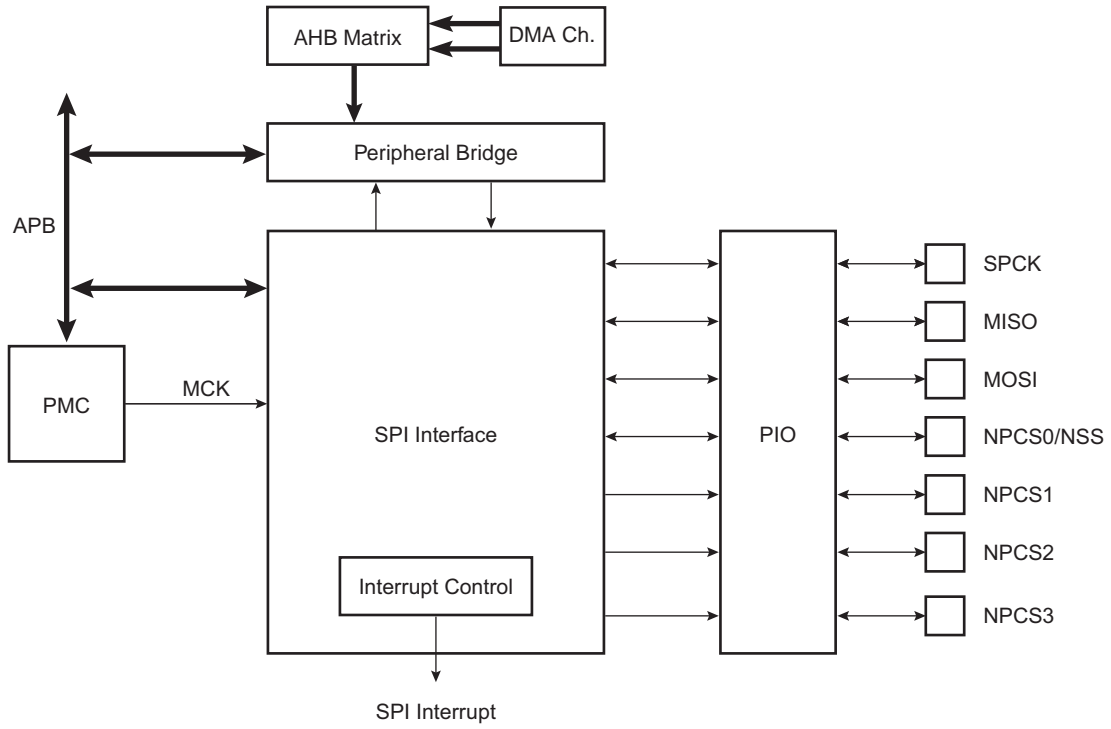 AHB Matrix
DMA Ch.
Peripheral Bridge
APB
SPCK
MISO
MCK
MOSI
PMC
SPI Interface
PIO
NPCS0/NSS
NPCS1
NPCS2
Interrupt Control
NPCS3
SPI Interrupt